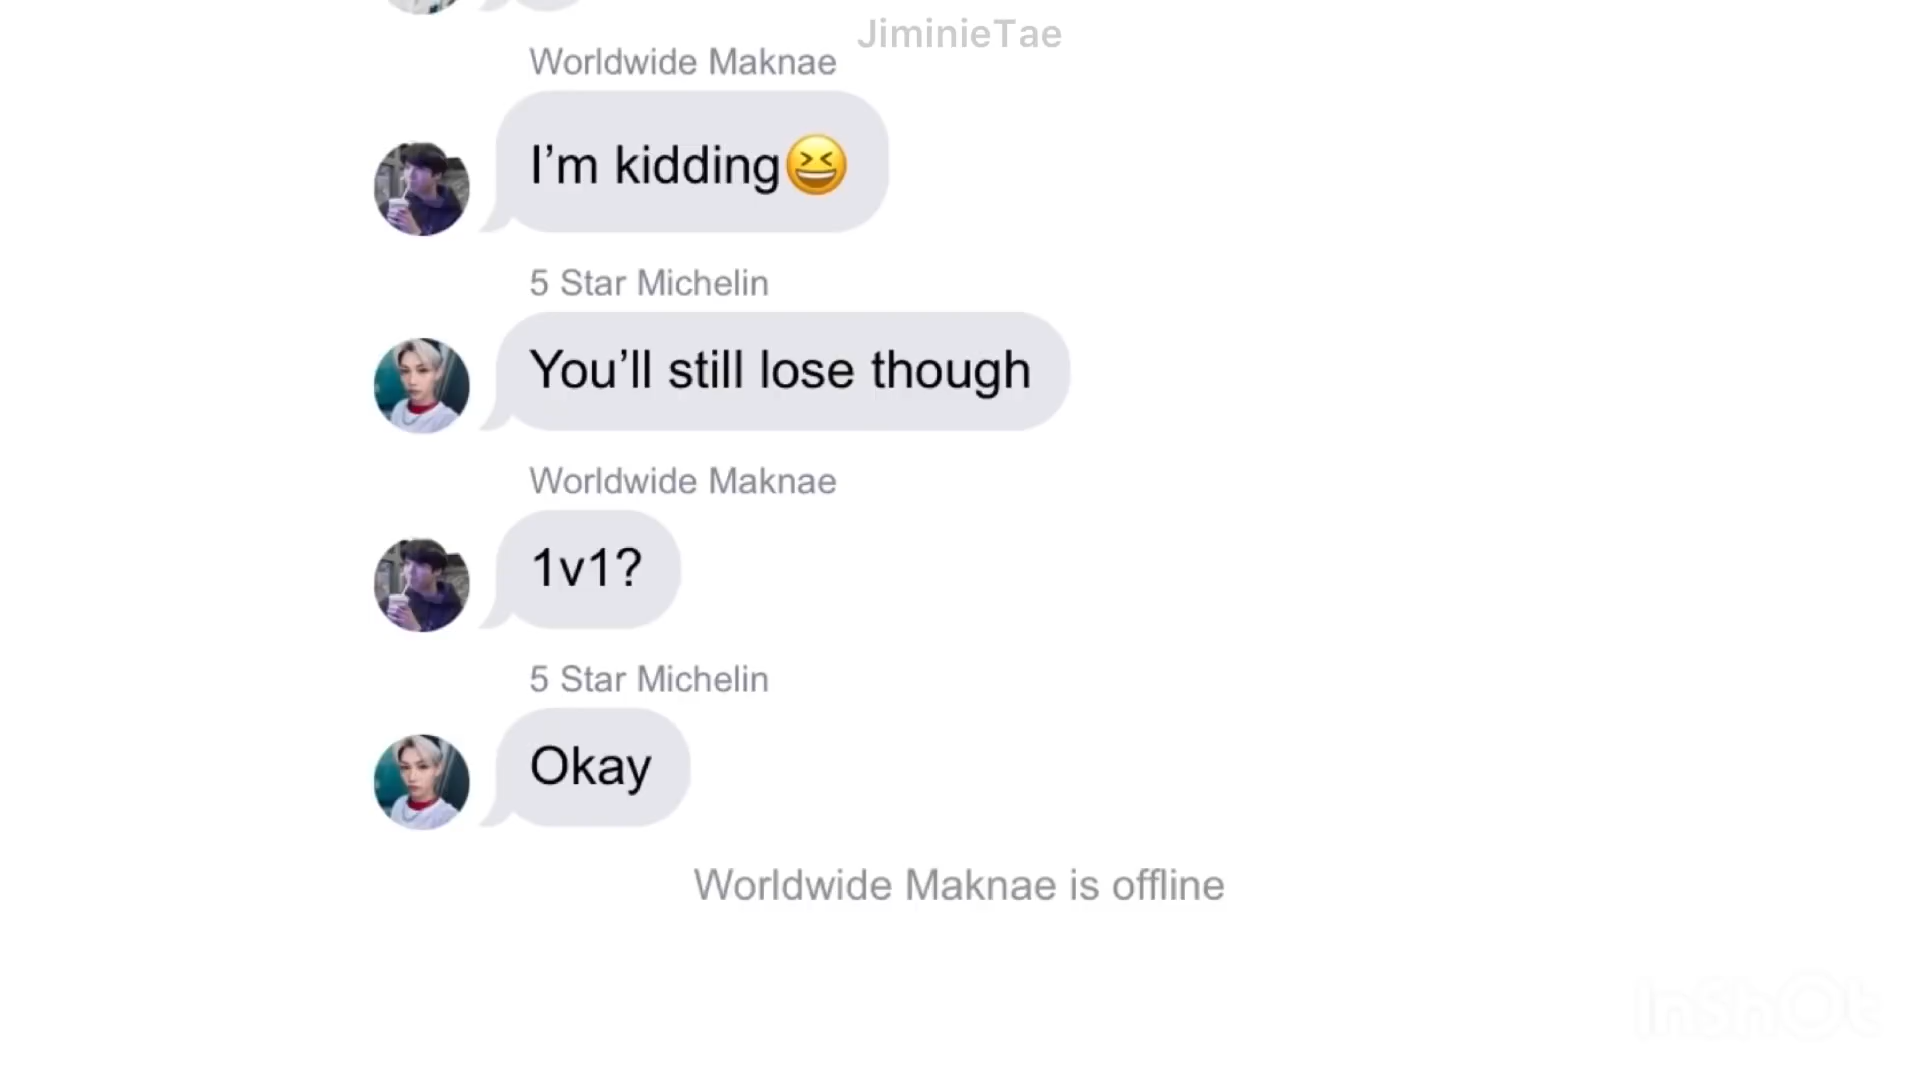 JiminieTae
Worldwide Maknae
I’m kidding😆
5 Star Michelin
You’ll still lose though
Worldwide Maknae
1v1?
5 Star Michelin
Okay
Worldwide Maknae is offline
InShOt